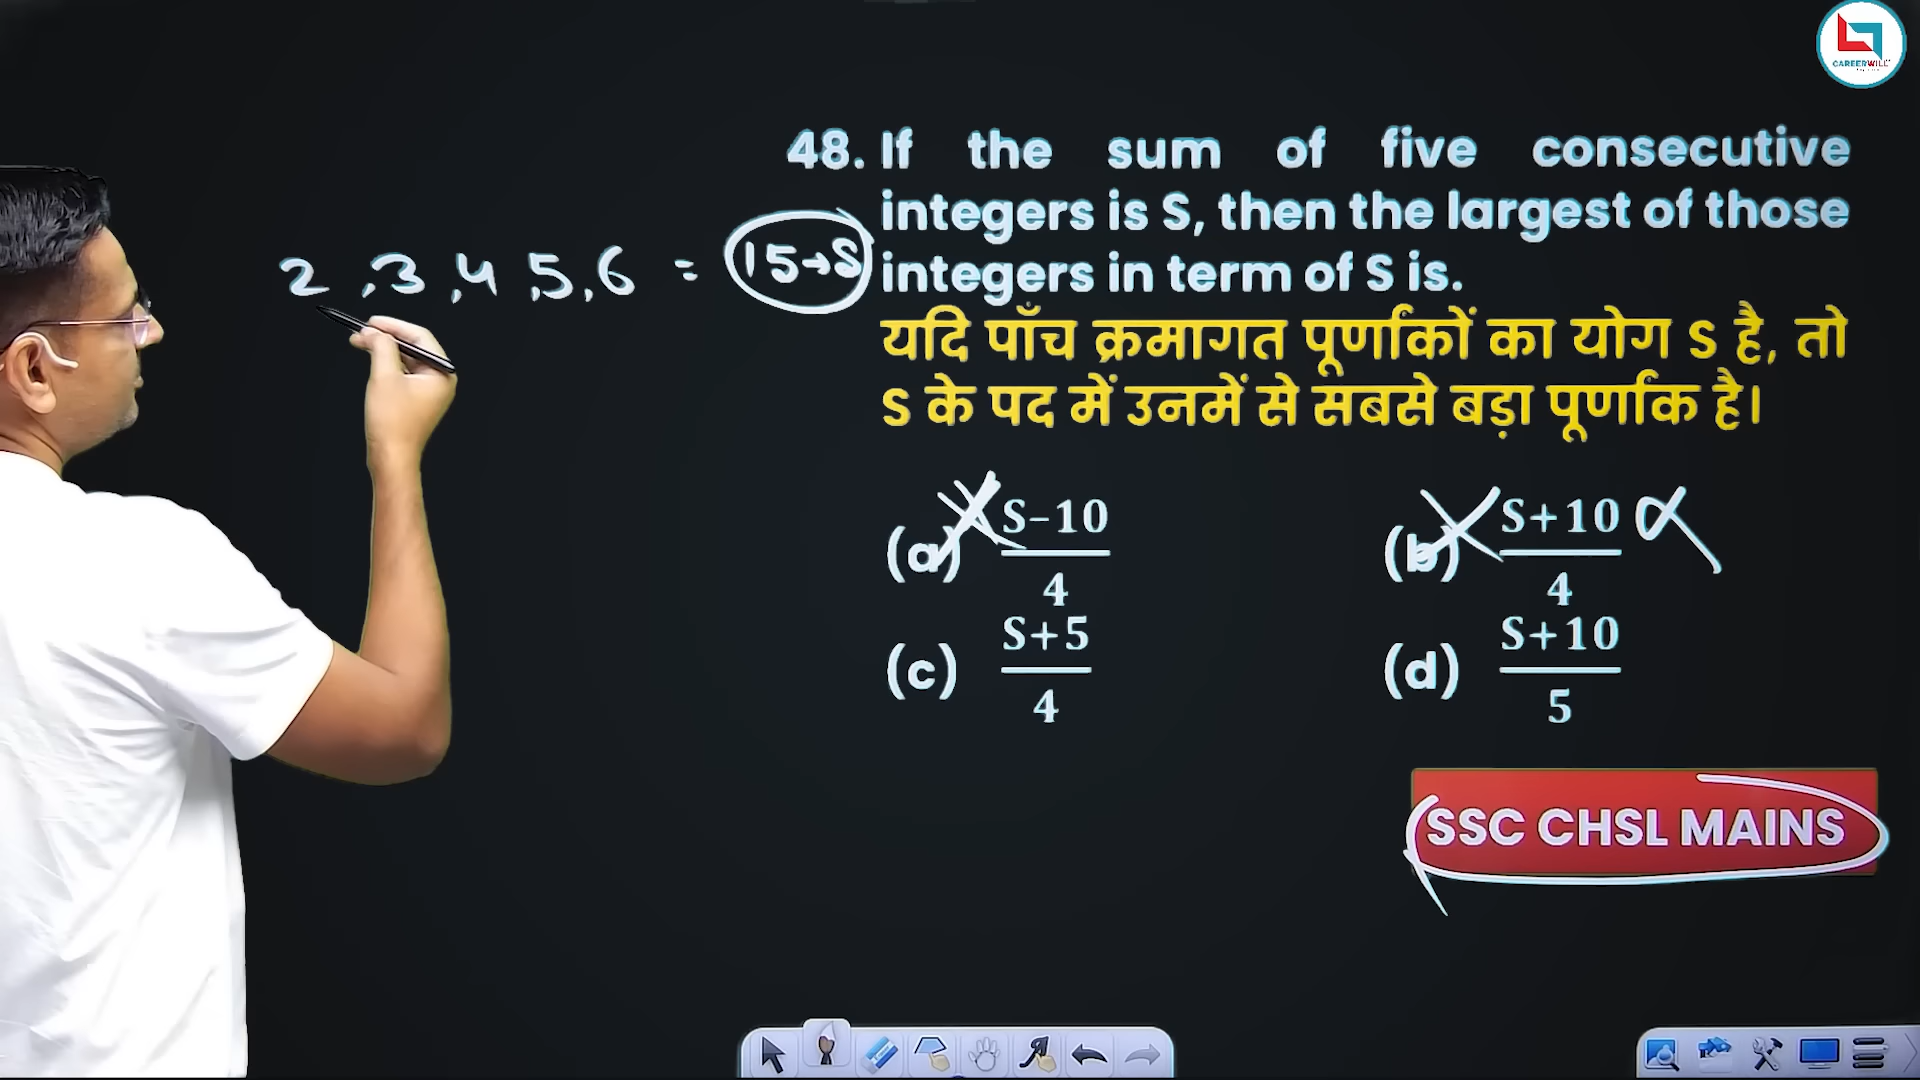 CAREERWILL
48. If the sum of five consecutive
integers is S, then the largest of those
integers in term of S is.
2, 3, 4, 5, 6 = 15→S
यदि पाँच क्रमागत पूर्णांकों का योग S है, तो
S के पद में उनमें से सबसे बड़ा पूर्णांक है।
(a) S-10/4
(b) S+10/4
(c) S+5/4
(d) S+10/5
SSC CHSL MAINS